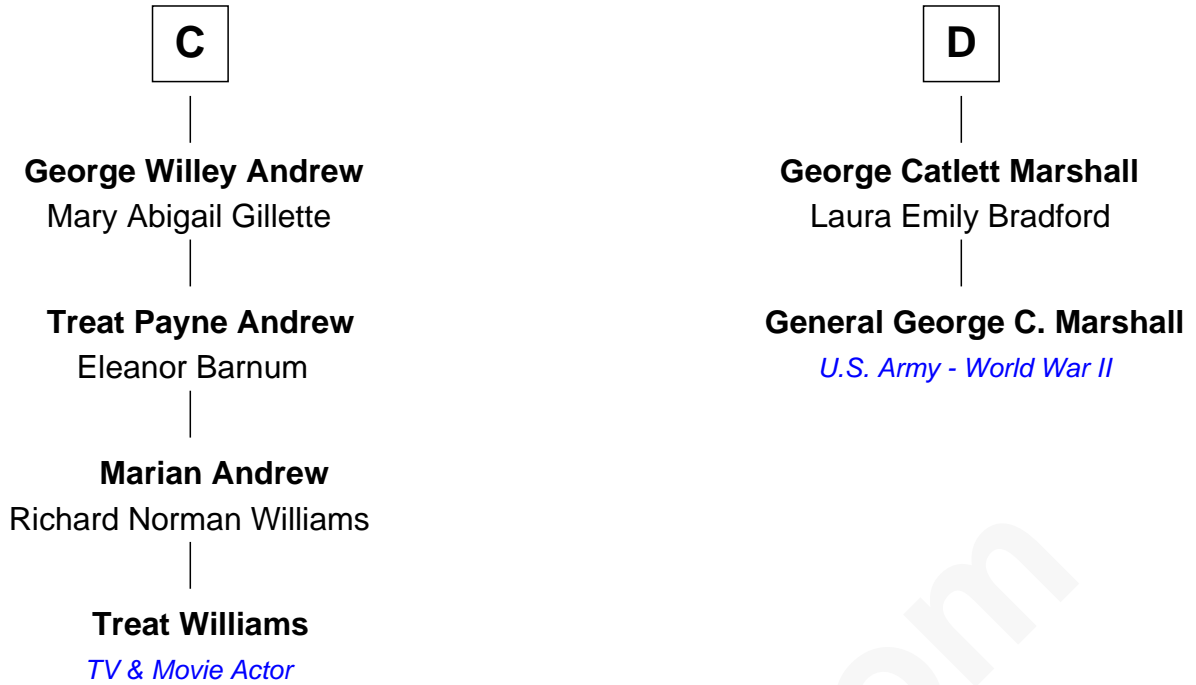 C
George Willey Andrew
Mary Abigail Gillette
Treat Payne Andrew
Eleanor Barnum
Marian Andrew
Richard Norman Williams
Treat Williams
TV & Movie Actor
D
George Catlett Marshall
Laura Emily Bradford
General George C. Marshall
U.S. Army - World War II
om